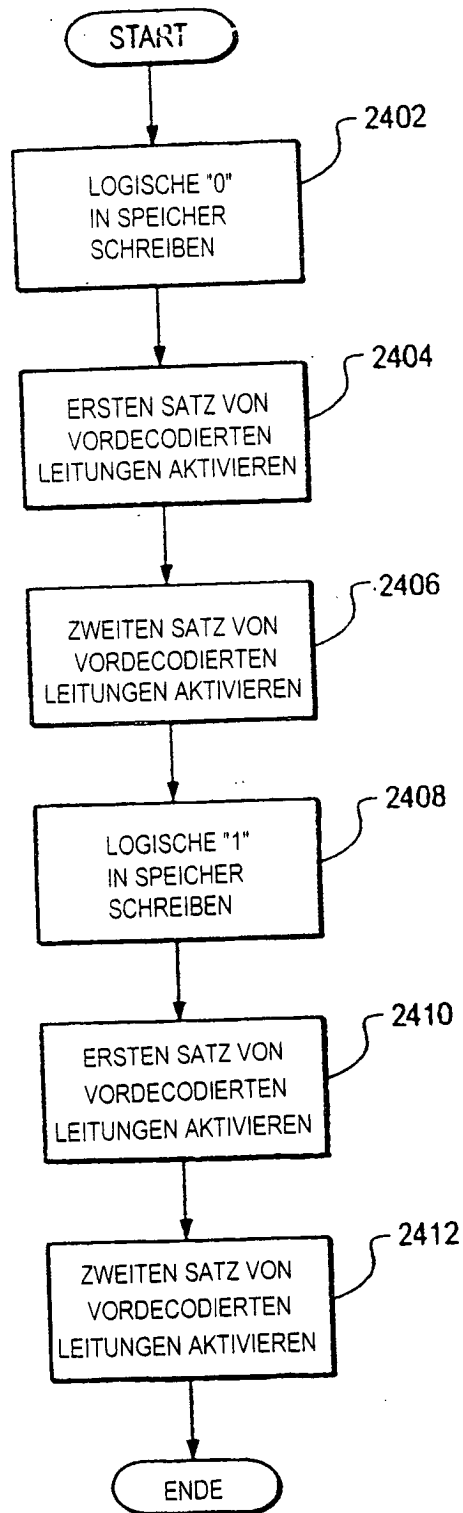 START
2402
LOGISCHE "0"
IN SPEICHER
SCHREIBEN
2404
ERSTEN SATZ VON
VORDECODIERTEN
LEITUNGEN AKTIVIEREN
2406
ZWEITEN SATZ VON
VORDECODIERTEN
LEITUNGEN AKTIVIEREN
2408
LOGISCHE "1"
IN SPEICHER
SCHREIBEN
2410
ERSTEN SATZ VON
VORDECODIERTEN
LEITUNGEN AKTIVIEREN
2412
ZWEITEN SATZ VON
VORDECODIERTEN
LEITUNGEN AKTIVIEREN
ENDE